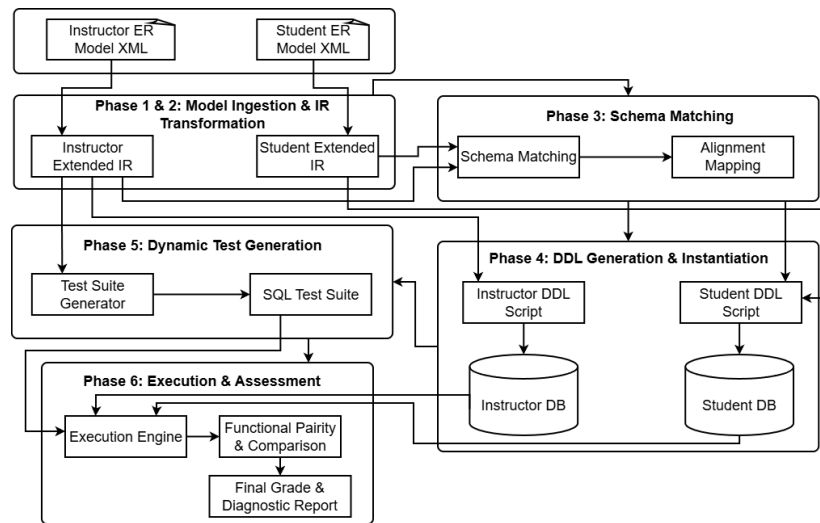 Instructor ER
Model XML
Student ER
Model XML
Phase 1 & 2: Model Ingestion & IR
Transformation
Instructor
Extended IR
Student Extended
IR
Phase 3: Schema Matching
Schema Matching
Alignment
Mapping
Phase 5: Dynamic Test Generation
Test Suite
Generator
SQL Test Suite
Phase 4: DDL Generation & Instantiation
Instructor DDL
Script
Student DDL
Script
Instructor DB
Student DB
Phase 6: Execution & Assessment
Execution Engine
Functional Pairity
& Comparison
Final Grade &
Diagnostic Report